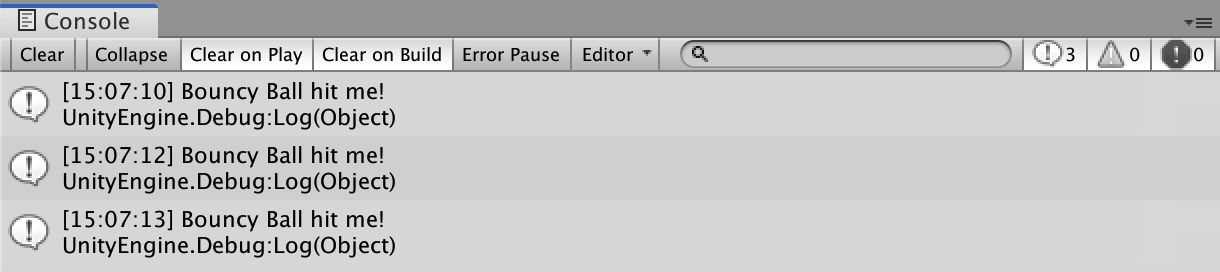 Console
Clear Collapse Clear on Play Clear on Build Error Pause Editor 3 0 0
[15:07:10] Bouncy Ball hit me!
UnityEngine.Debug:Log(Object)
[15:07:12] Bouncy Ball hit me!
UnityEngine.Debug:Log(Object)
[15:07:13] Bouncy Ball hit me!
UnityEngine.Debug:Log(Object)